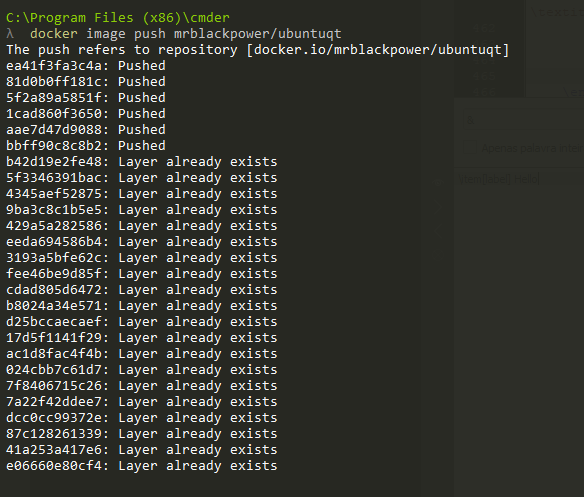 C:\Program Files (x86)\cmder
λ docker image push mrblackpower/ubuntuqt
The push refers to repository [docker.io/mrblackpower/ubuntuqt]
ea41f3fa3c4a: Pushed
81d0b0ff181c: Pushed
5f2a89a5851f: Pushed
1cad860f3650: Pushed
aae7d47d9088: Pushed
bbff90c8c8b2: Pushed
b42d19e2fe48: Layer already exists
5f3346391bac: Layer already exists
4345aef52875: Layer already exists
9ba3c8c1b5e5: Layer already exists
429a5a282586: Layer already exists
eeda694586b4: Layer already exists
3193a5bfe62c: Layer already exists
fee46be9d85f: Layer already exists
cdad805d6472: Layer already exists
b8024a34e571: Layer already exists
d25bccaecaef: Layer already exists
17d5f1141f29: Layer already exists
ac1d8fac4f4b: Layer already exists
024cbb7c61d7: Layer already exists
7f8406715c26: Layer already exists
7a22f42ddee7: Layer already exists
dcc0cc99372e: Layer already exists
87c128261339: Layer already exists
41a253a417e6: Layer already exists
e06660e80cf4: Layer already exists